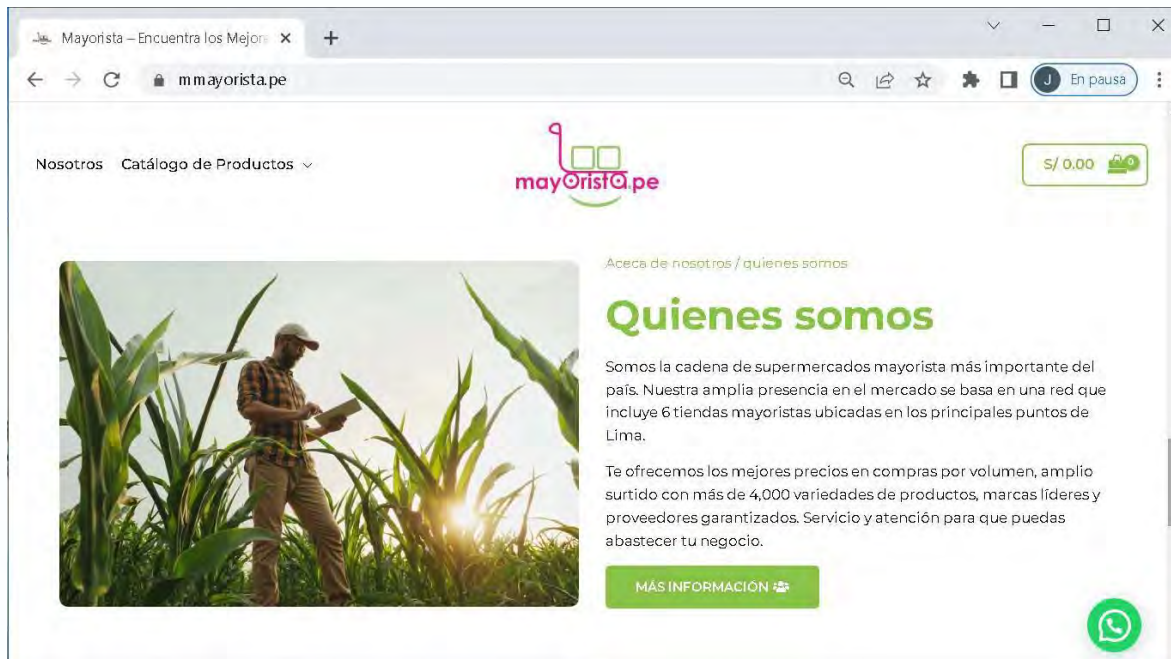 Mayorista – Encuentra los Mejore
mmayorista.pe
J En pausa
Nosotros Catálogo de Productos
mayorista.pe
S/ 0.00 0
Aceca de nosotros / quienes somos
Quienes somos
Somos la cadena de supermercados mayorista más importante del
país. Nuestra amplia presencia en el mercado se basa en una red que
incluye 6 tiendas mayoristas ubicadas en los principales puntos de
Lima.
Te ofrecemos los mejores precios en compras por volumen, amplio
surtido con más de 4,000 variedades de productos, marcas líderes y
proveedores garantizados. Servicio y atención para que puedas
abastecer tu negocio.
MÁS INFORMACIÓN